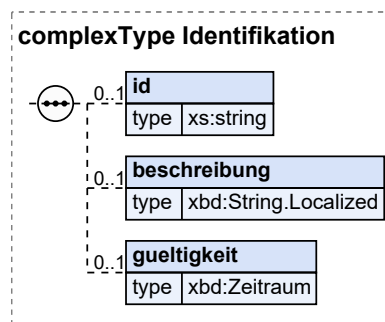 complexType Identifikation
0..1 id
type xs:string
0..1 beschreibung
type xbd:String.Localized
0..1 gueltigkeit
type xbd:Zeitraum